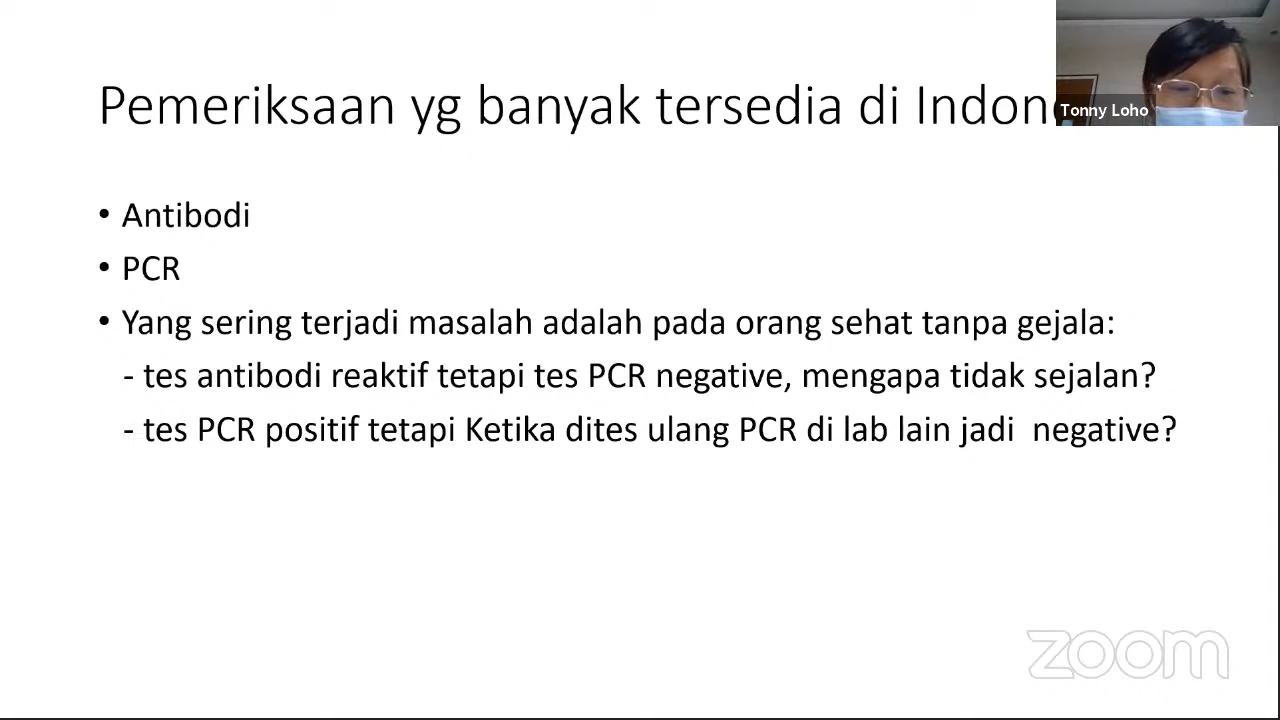 Pemeriksaan yg banyak tersedia di
Tonny Loho
• Antibodi
• PCR
• Yang sering terjadi masalah adalah pada orang sehat tanpa gejala:
- tes antibodi reaktif tetapi tes PCR negative, mengapa tidak sejalan?
- tes PCR positif tetapi Ketika dites ulang PCR di lab lain jadi negative?
zoom